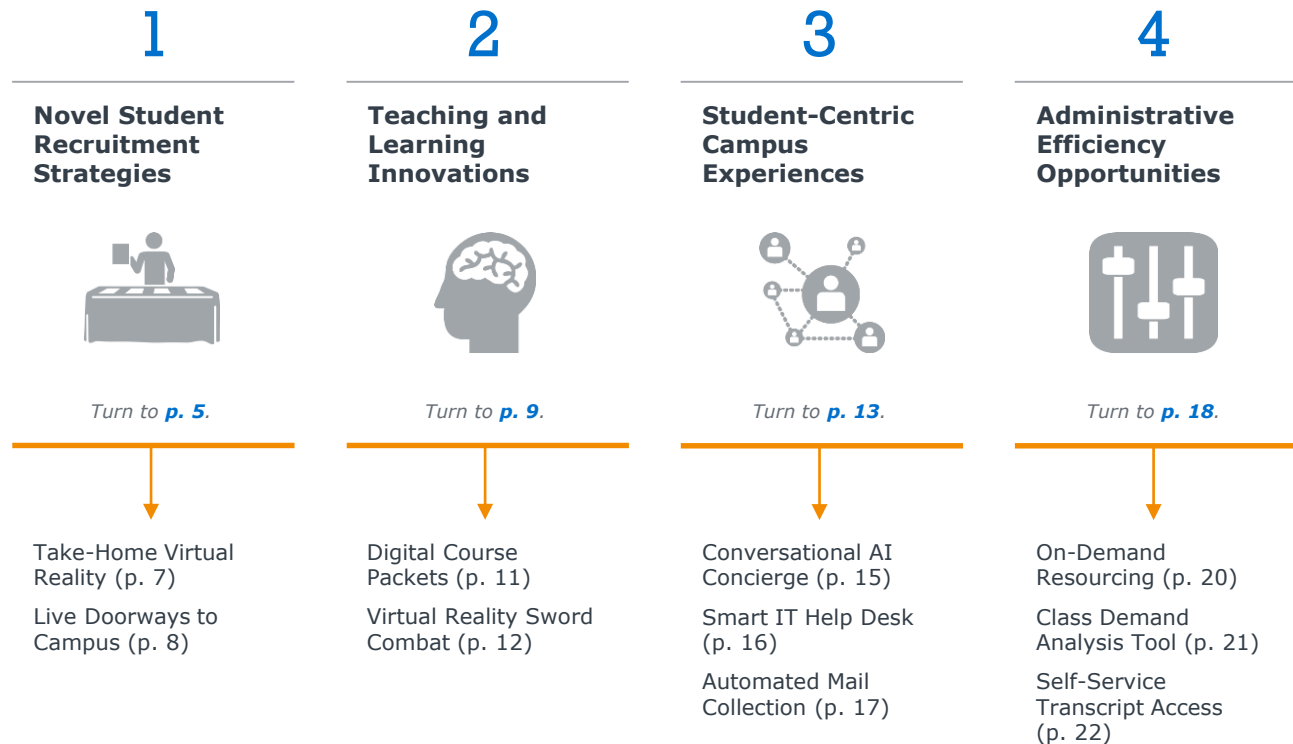 1
Novel Student
Recruitment
Strategies
Turn to p. 5.
Take-Home Virtual
Reality (p. 7)
Live Doorways to
Campus (p. 8)
2
Teaching and
Learning
Innovations
Turn to p. 9.
Digital Course
Packets (p. 11)
Virtual Reality Sword
Combat (p. 12)
3
Student-Centric
Campus
Experiences
Turn to p. 13.
Conversational AI
Concierge (p. 15)
Smart IT Help Desk
(p. 16)
Automated Mail
Collection (p. 17)
4
Administrative
Efficiency
Opportunities
Turn to p. 18.
On-Demand
Resourcing (p. 20)
Class Demand
Analysis Tool (p. 21)
Self-Service
Transcript Access
(p. 22)